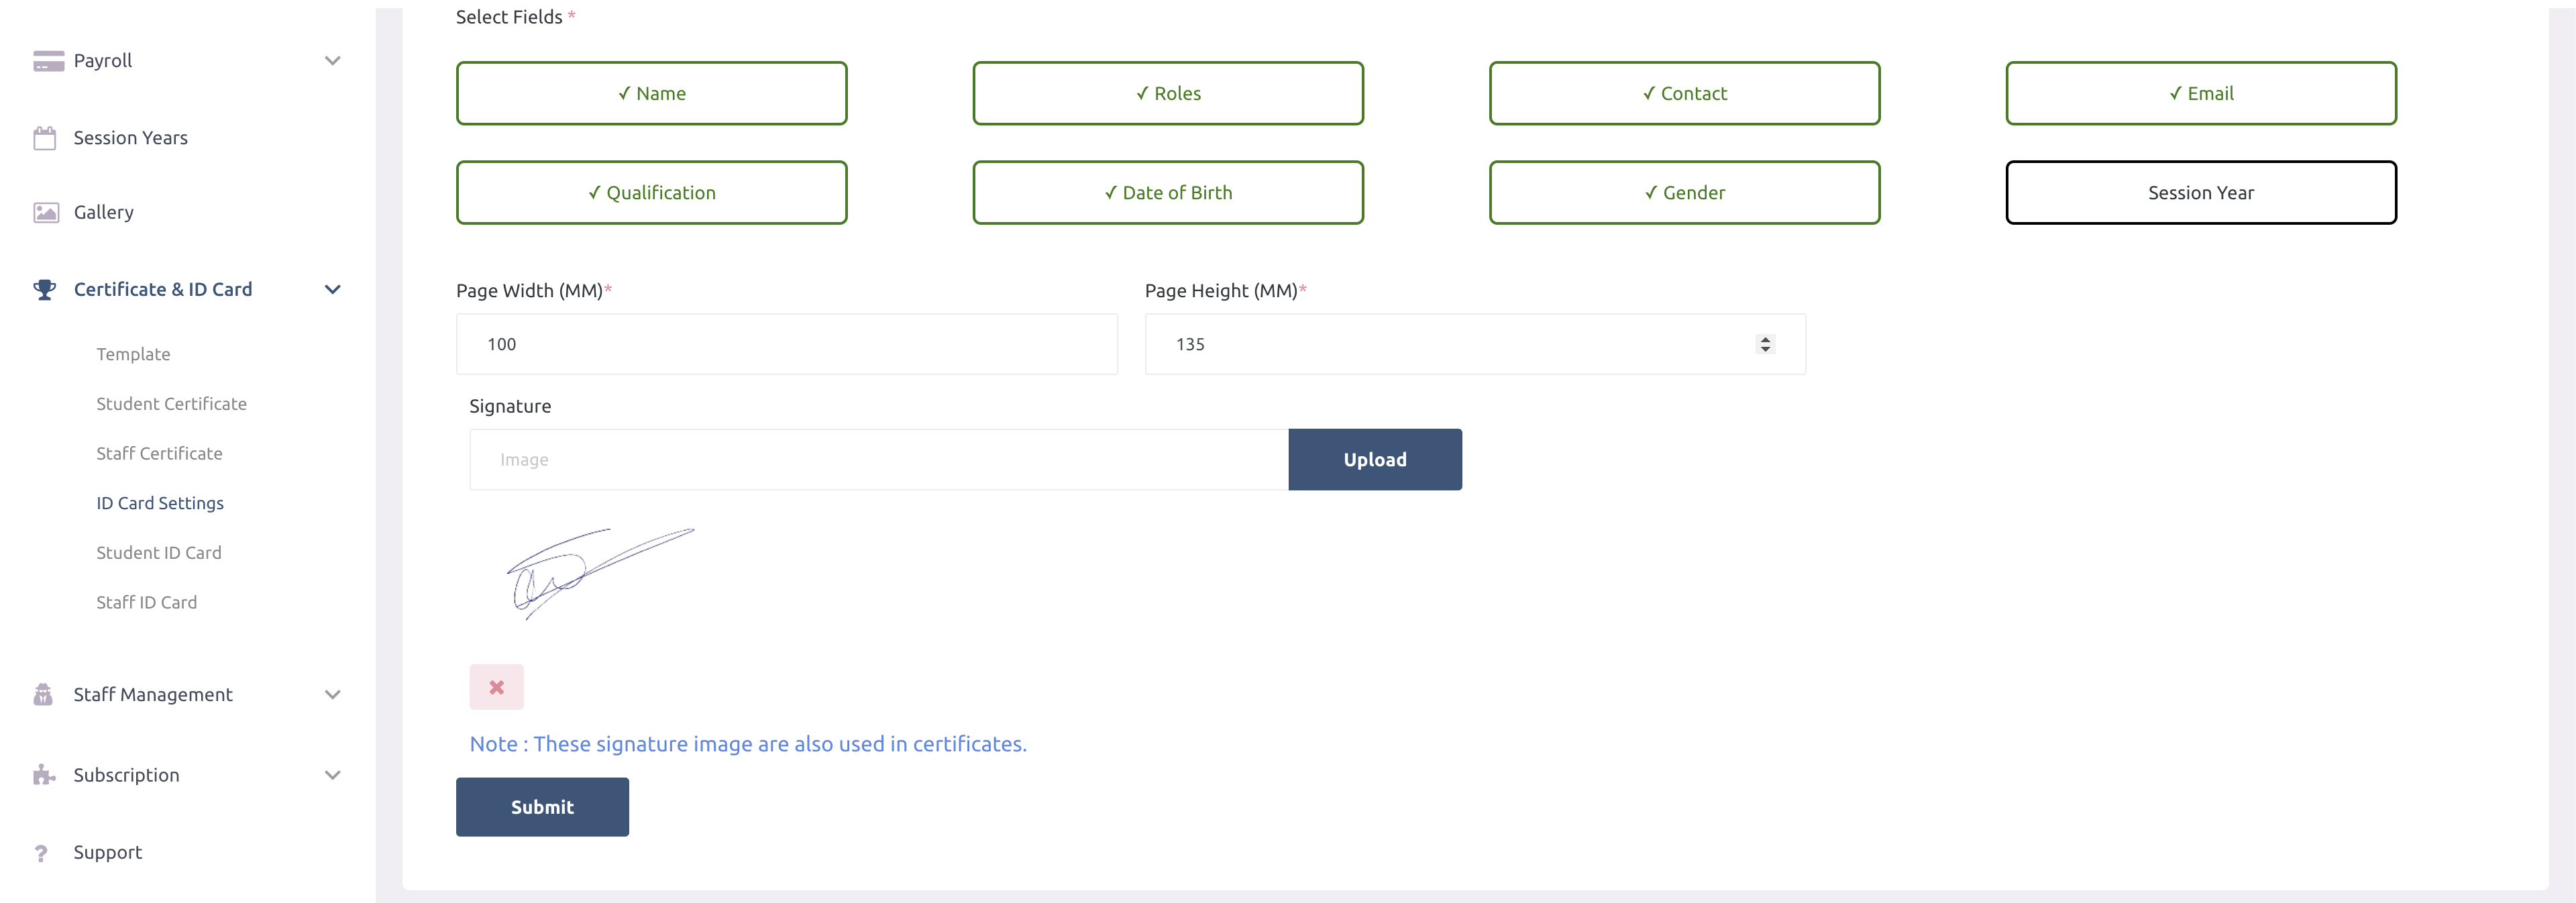 Payroll
Session Years
Gallery
Certificate & ID Card
Template
Student Certificate
Staff Certificate
ID Card Settings
Student ID Card
Staff ID Card
Staff Management
Subscription
Support
Select Fields *
✓ Name
✓ Roles
✓ Contact
✓ Email
✓ Qualification
✓ Date of Birth
✓ Gender
Session Year
Page Width (MM)*
100
Page Height (MM)*
135
Signature
Image
Upload
Note : These signature image are also used in certificates.
Submit